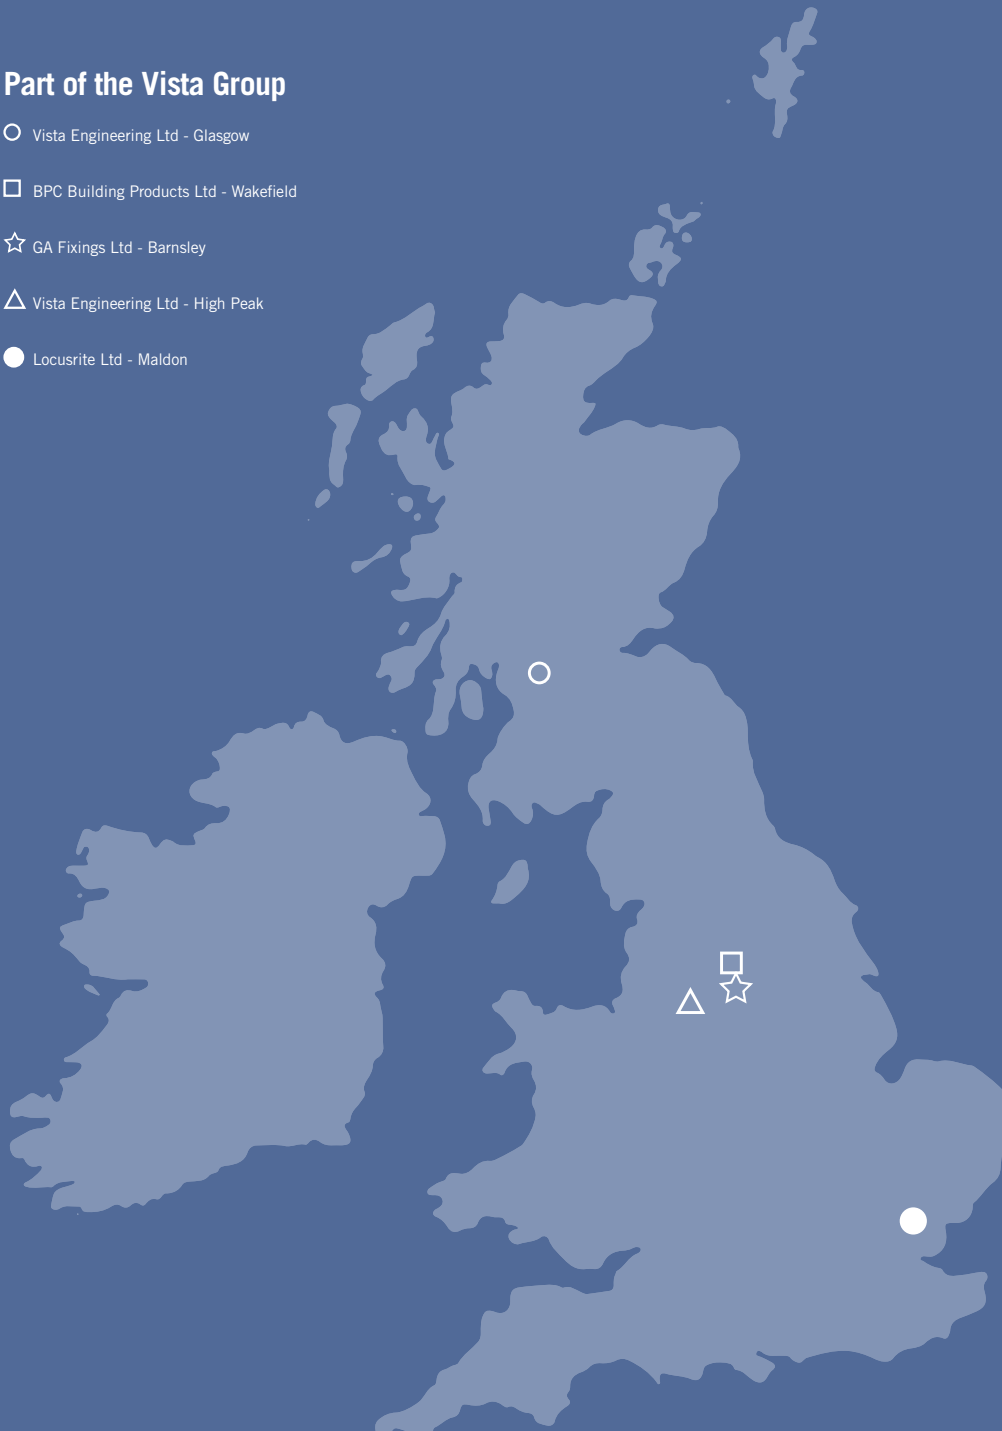 Part of the Vista Group
Vista Engineering Ltd - Glasgow
BPC Building Products Ltd - Wakefield
GA Fixings Ltd - Barnsley
Vista Engineering Ltd - High Peak
Locusrite Ltd - Maldon